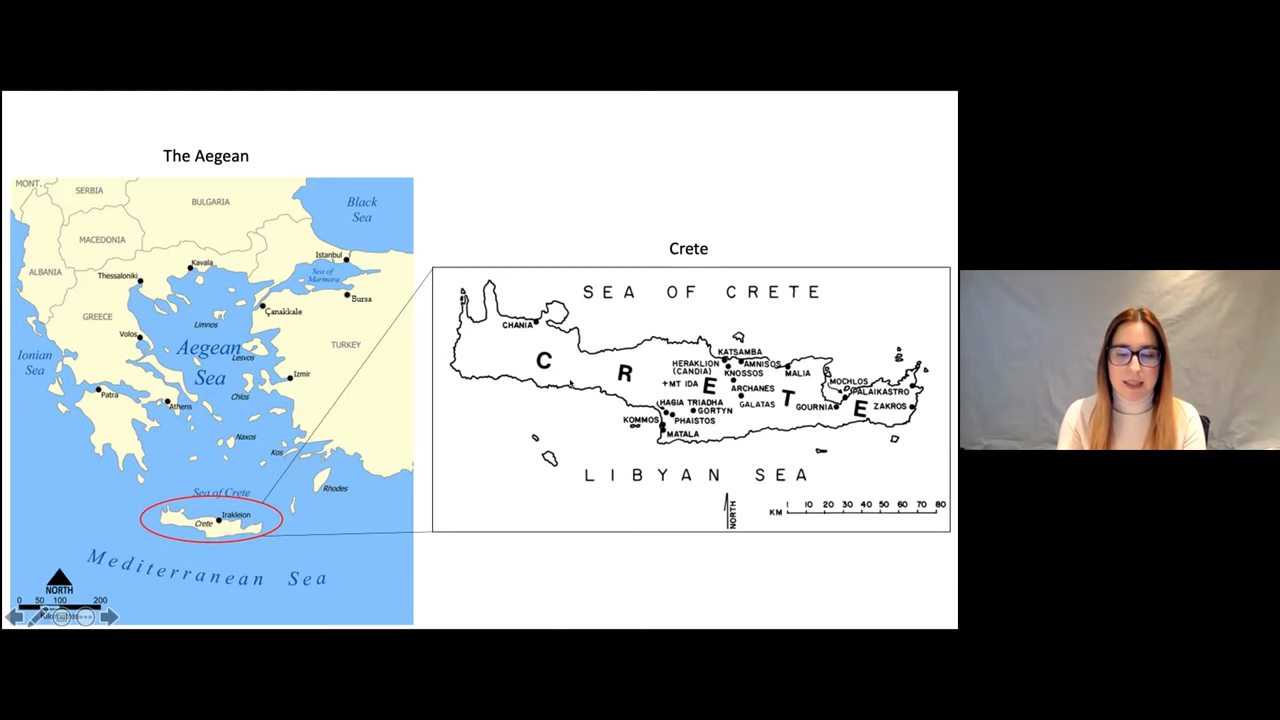 The Aegean
MONT.
SERBIA
BULGARIA
Black
Sea
MACEDONIA
ALBANIA
Istanbul
Kavala
Thessaloniki
Sea of
Marmara
Bursa
Çanakkale
GREECE
Limnos
Volos
TURKEY
Ionian
Sea
Aegean
Sea
Lesvos
Izmir
Patra
Chios
Athens
Naxos
Kos
Rhodes
Sea of Crete
Irakleion
Crete
Mediterranean Sea
NORTH
0 50 100 200
Crete
SEA OF CRETE
CHANIA
KATSAMBA
HERAKLION
(CANDIA)
AMNISOS
KNOSSOS
MALIA
+MT IDA
ARCHANES
MOCHLOS
PALAIKASTRO
CRETE
HAGIA TRIADHA
GALATAS
GORTYN
GOURNIA
ZAKROS
KOMMOS
PHAISTOS
MATALA
LIBYAN SEA
NORTH
KM 1 10 20 30 40 50 60 70 80